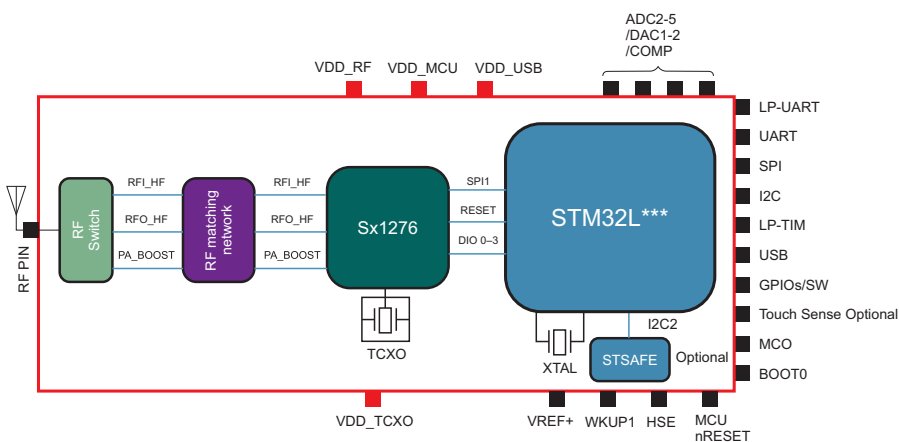 ADC2-5
/DAC1-2
/COMP
VDD_RF
VDD_MCU
VDD_USB
LP-UART
UART
SPI
I2C
LP-TIM
USB
GPIOs/SW
Touch Sense Optional
MCO
BOOT0
RF PIN
RF
Switch
RFI_HF
RFO_HF
PA_BOOST
RF matching
network
RFI_HF
RFO_HF
PA_BOOST
Sx1276
SPI1
RESET
DIO 0–3
STM32L***
TCXO
XTAL
I2C2
STSAFE
Optional
VDD_TCXO
VREF+
WKUP1
HSE
MCU
nRESET